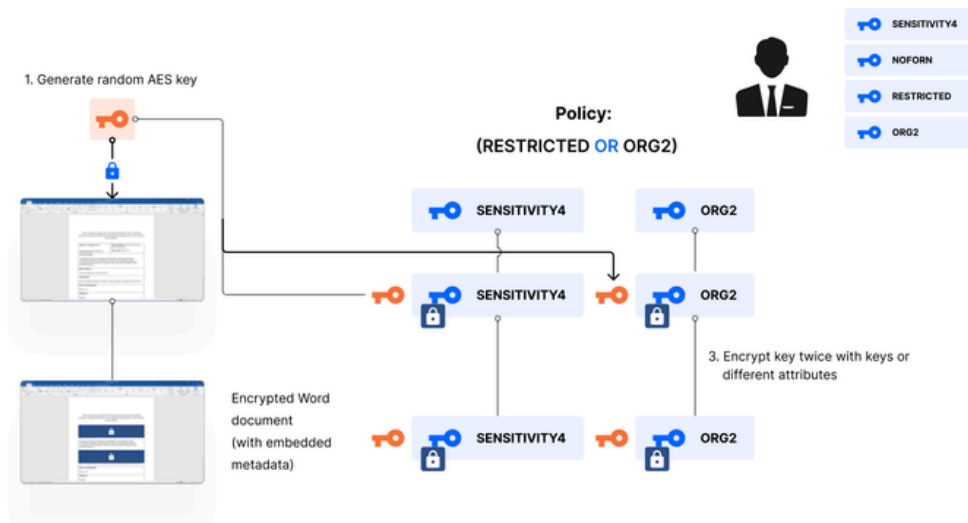 SENSITIVITY4
NOFORN
RESTRICTED
ORG2
1. Generate random AES key
Policy:
(RESTRICTED OR ORG2)
SENSITIVITY4
ORG2
SENSITIVITY4
ORG2
3. Encrypt key twice with keys or
different attributes
Encrypted Word
document
(with embedded
metadata)
SENSITIVITY4
ORG2